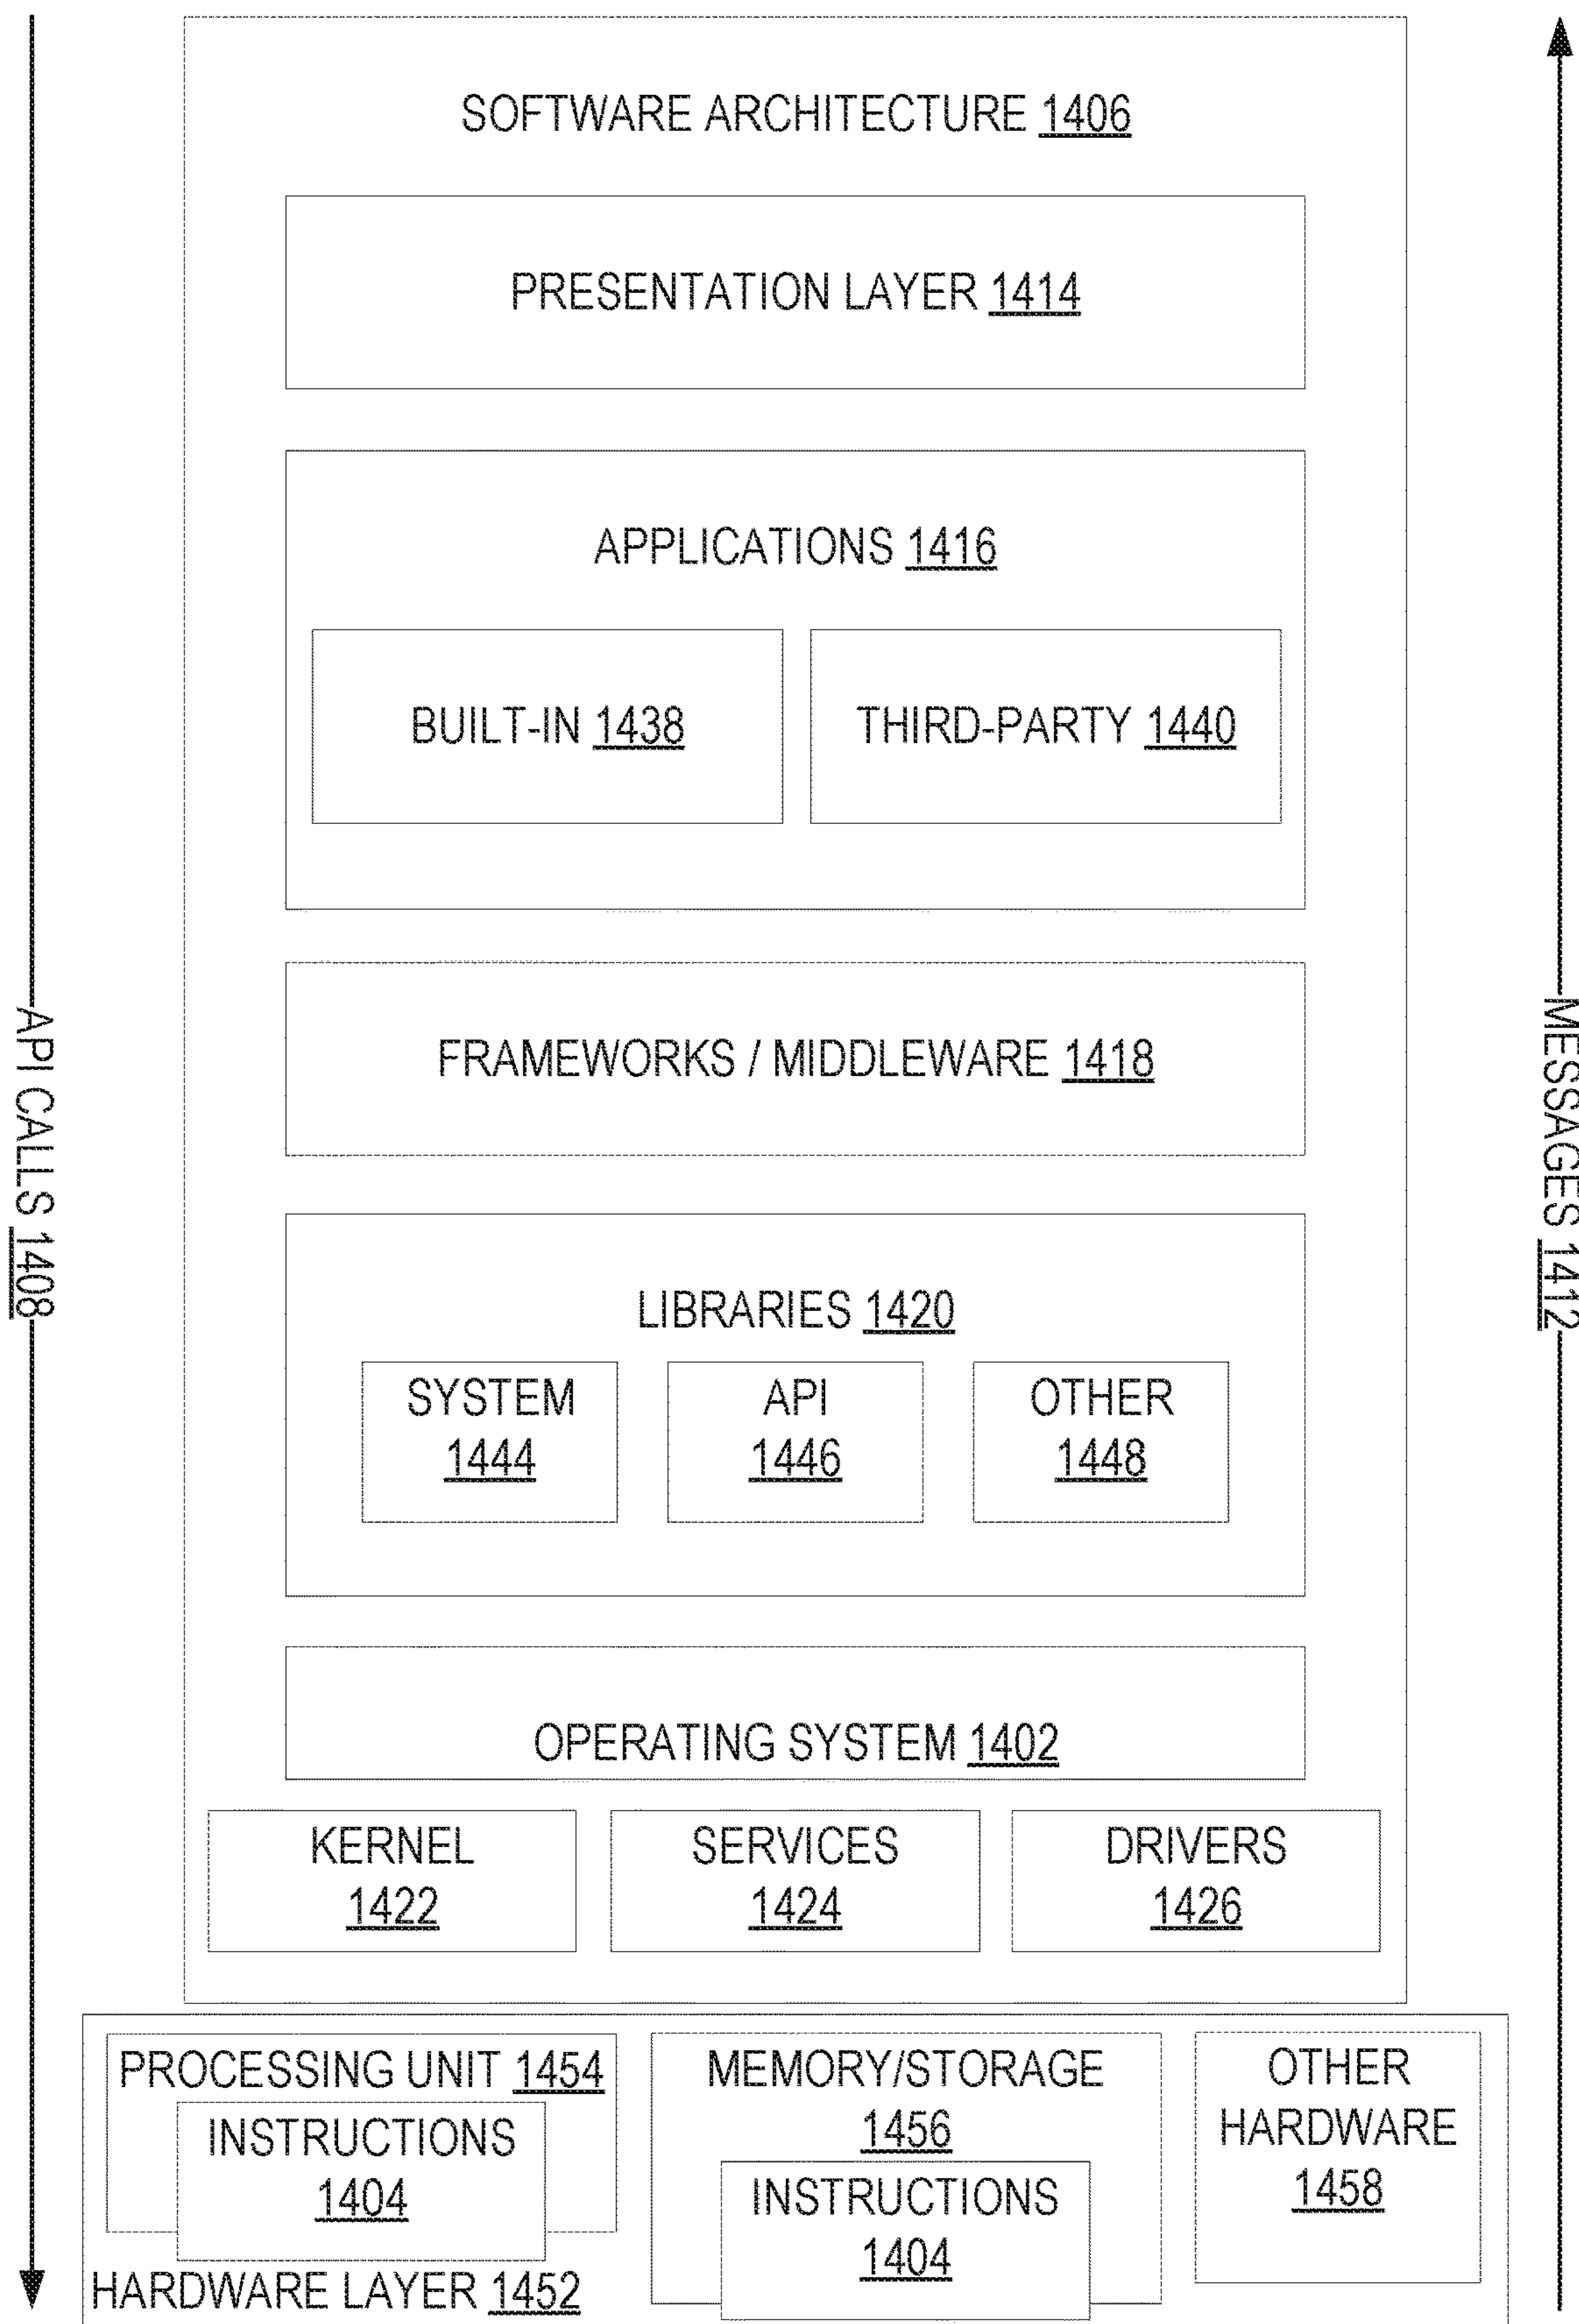 SOFTWARE ARCHITECTURE 1406
PRESENTATION LAYER 1414
APPLICATIONS 1416
BUILT-IN 1438
THIRD-PARTY 1440
FRAMEWORKS / MIDDLEWARE 1418
API CALLS 1408
MESSAGES 1412
LIBRARIES 1420
SYSTEM
1444
API
1446
OTHER
1448
OPERATING SYSTEM 1402
KERNEL
1422
SERVICES
1424
DRIVERS
1426
PROCESSING UNIT 1454
INSTRUCTIONS
1404
MEMORY/STORAGE
1456
INSTRUCTIONS
1404
OTHER
HARDWARE
1458
HARDWARE LAYER 1452